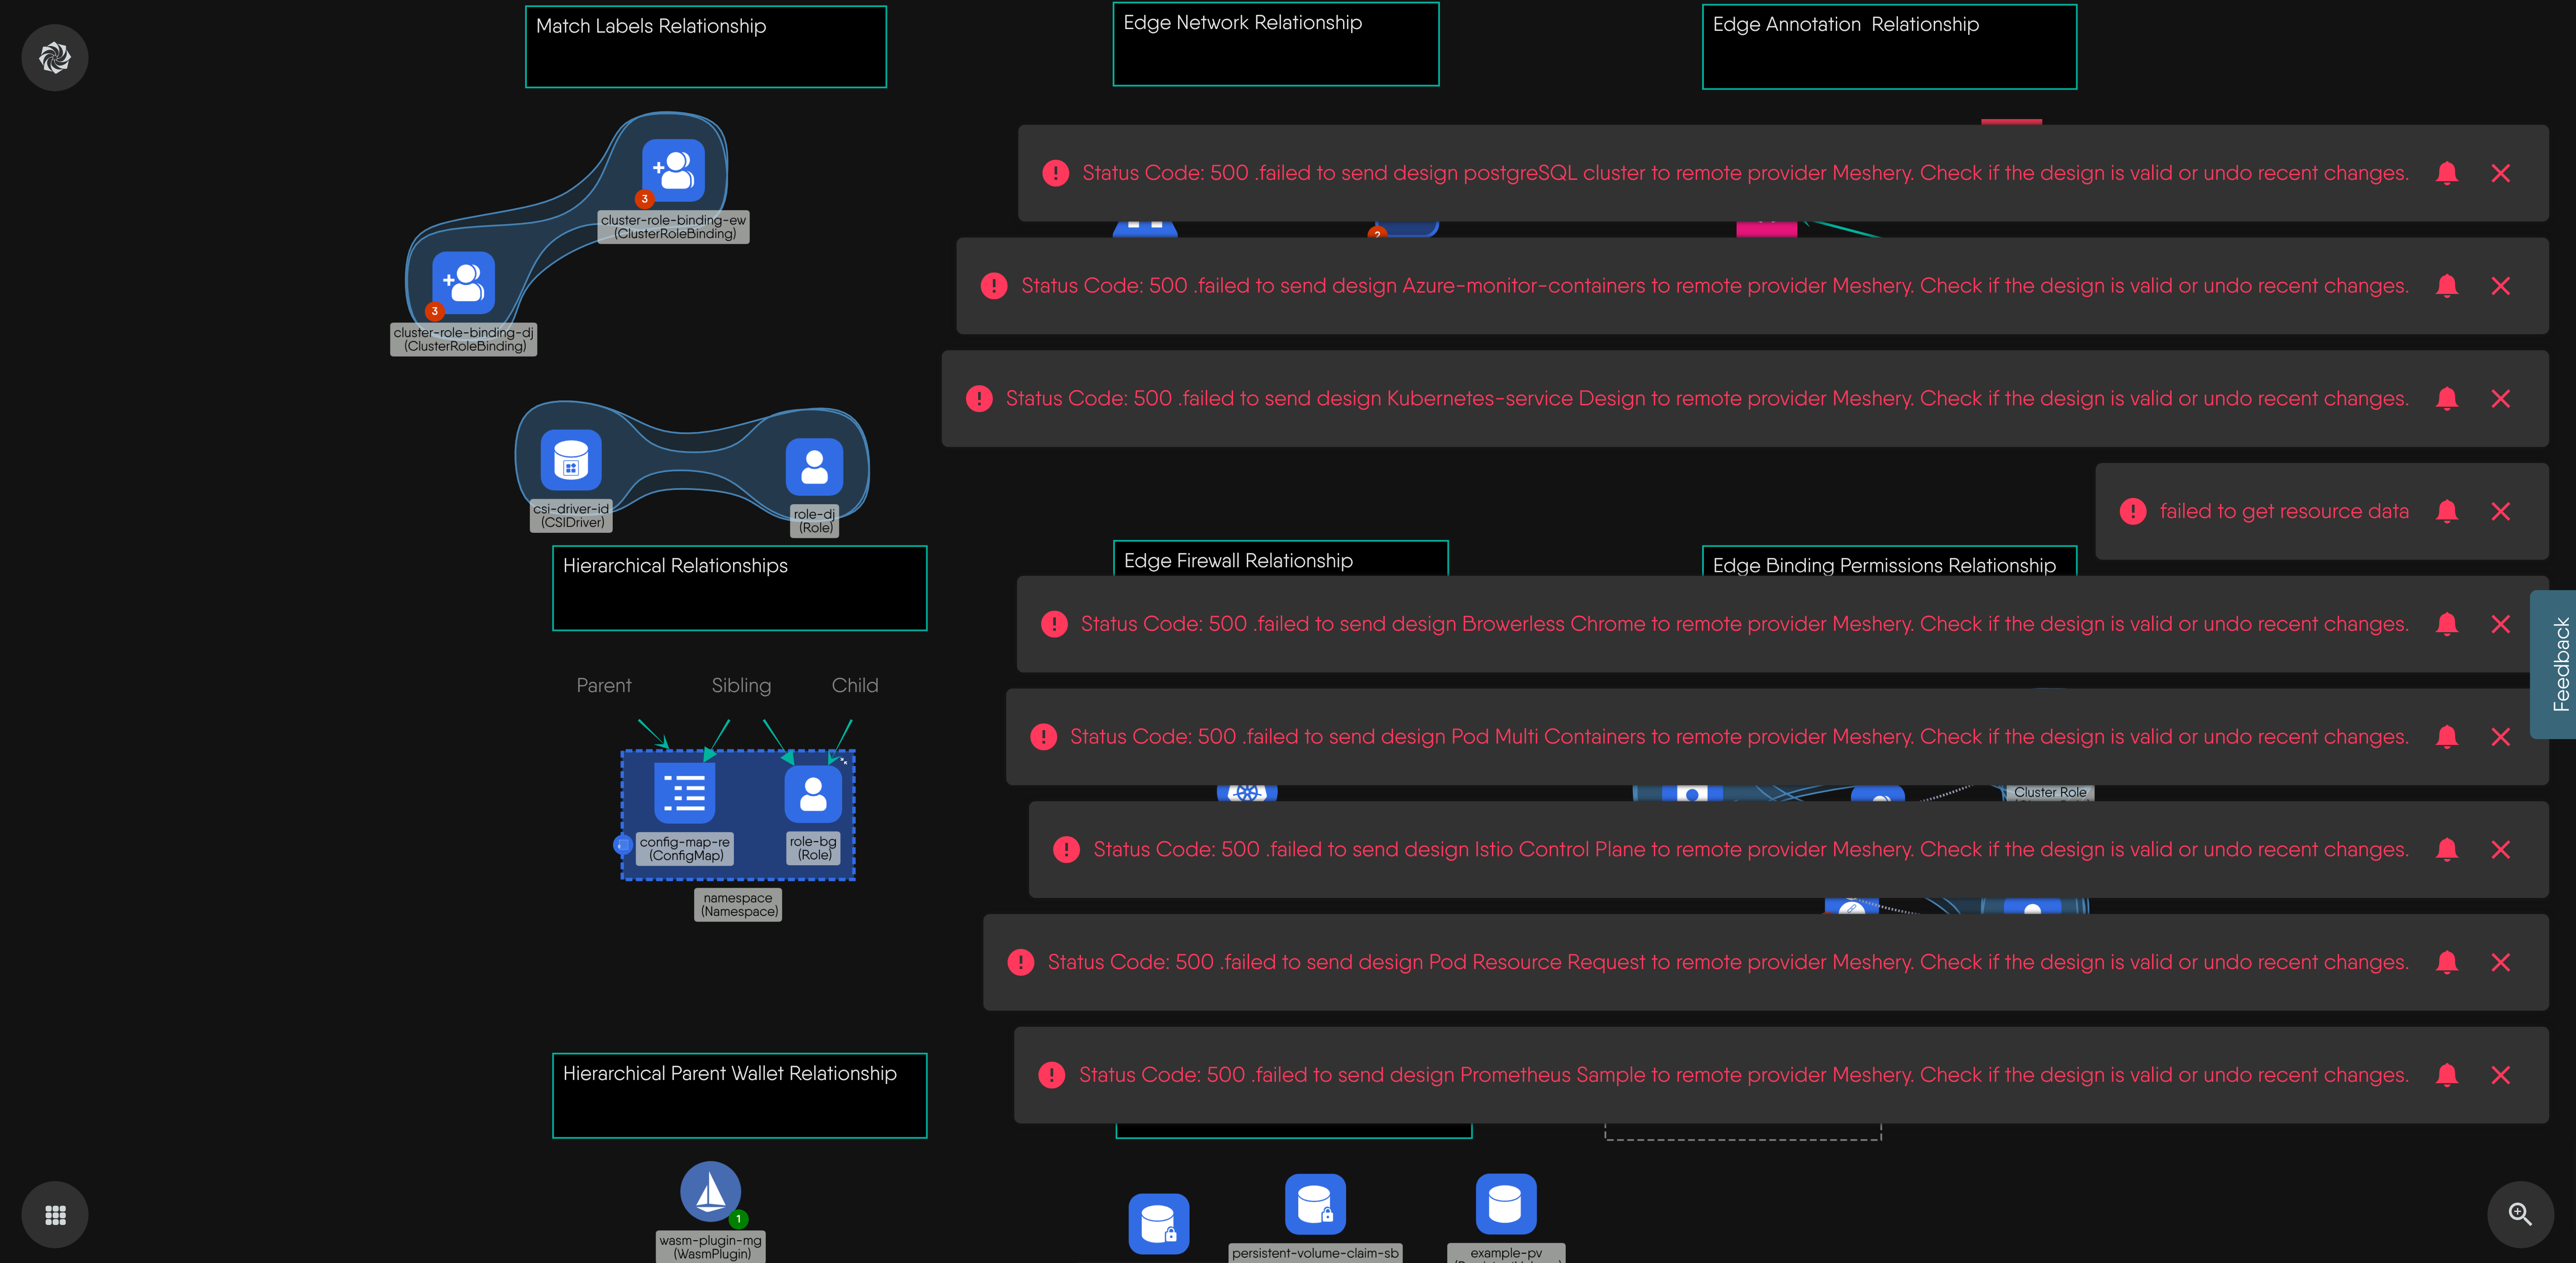 Match Labels Relationship
Edge Network Relationship
Edge Annotation  Relationship
Status Code: 500 .failed to send design postgreSQL cluster to remote provider Meshery. Check if the design is valid or undo recent changes.
3
cluster-role-binding-ew
(ClusterRoleBinding)
2
Status Code: 500 .failed to send design Azure-monitor-containers to remote provider Meshery. Check if the design is valid or undo recent changes.
3
cluster-role-binding-dj
(ClusterRoleBinding)
Status Code: 500 .failed to send design Kubernetes-service Design to remote provider Meshery. Check if the design is valid or undo recent changes.
csi-driver-id
(CSIDriver)
role-dj
(Role)
failed to get resource data
Hierarchical Relationships
Edge Firewall Relationship
Edge Binding Permissions Relationship
Status Code: 500 .failed to send design Browerless Chrome to remote provider Meshery. Check if the design is valid or undo recent changes.
Feedback
Parent
Sibling
Child
Status Code: 500 .failed to send design Pod Multi Containers to remote provider Meshery. Check if the design is valid or undo recent changes.
Cluster Role
config-map-re
(ConfigMap)
role-bg
(Role)
Status Code: 500 .failed to send design Istio Control Plane to remote provider Meshery. Check if the design is valid or undo recent changes.
namespace
(Namespace)
Status Code: 500 .failed to send design Pod Resource Request to remote provider Meshery. Check if the design is valid or undo recent changes.
Hierarchical Parent Wallet Relationship
Status Code: 500 .failed to send design Prometheus Sample to remote provider Meshery. Check if the design is valid or undo recent changes.
1
wasm-plugin-mg
(WasmPlugin)
persistent-volume-claim-sb
example-pv